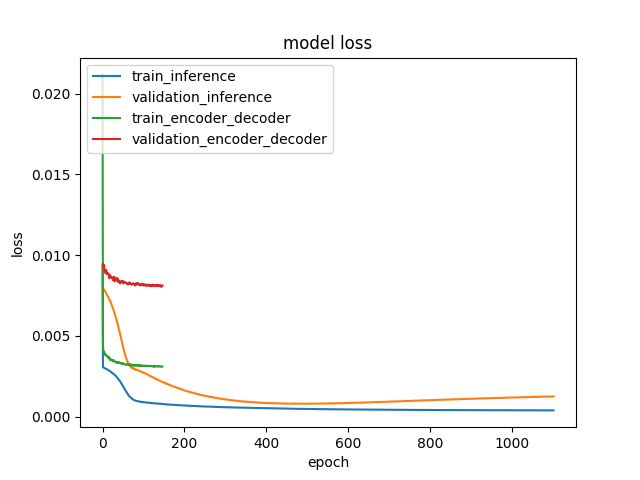 model loss
train_inference
validation_inference
train_encoder_decoder
validation_encoder_decoder
0.020
0.015
0.010
0.005
0.000
loss
0 200 400 600 800 1000
epoch